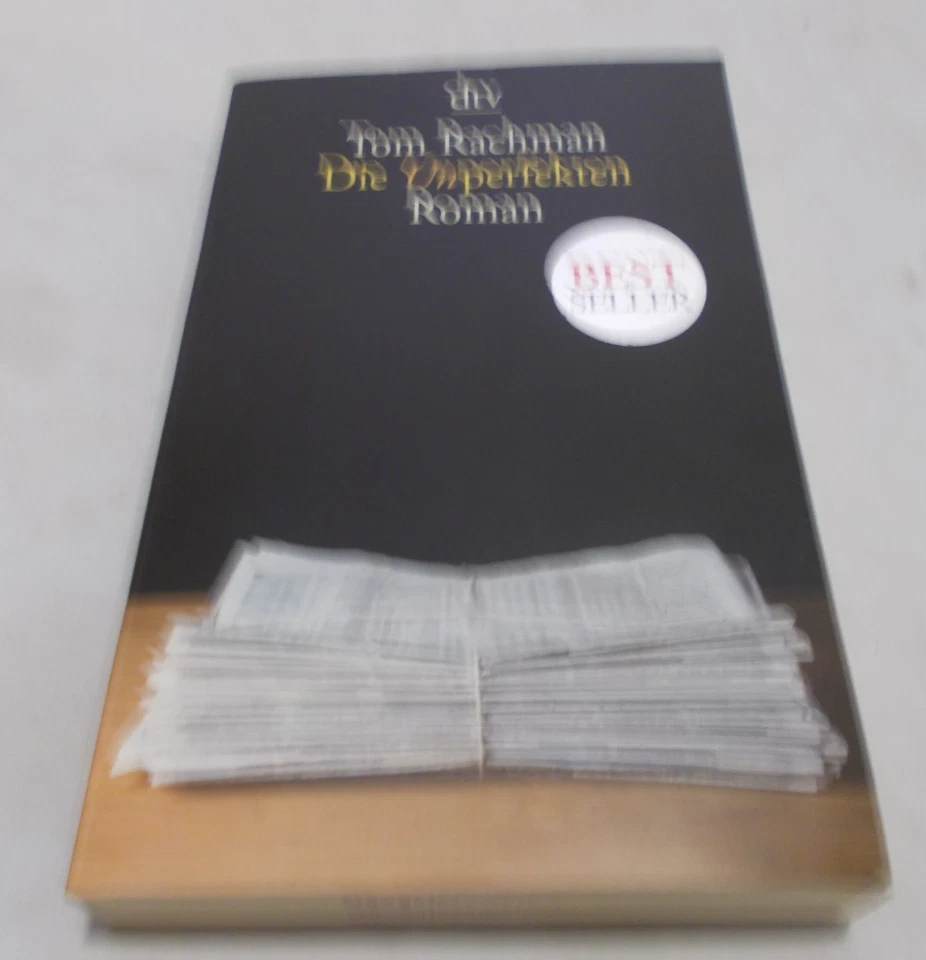 dtv
Tom Rachman
Die Unperfekten
Roman
BEST
SELLER